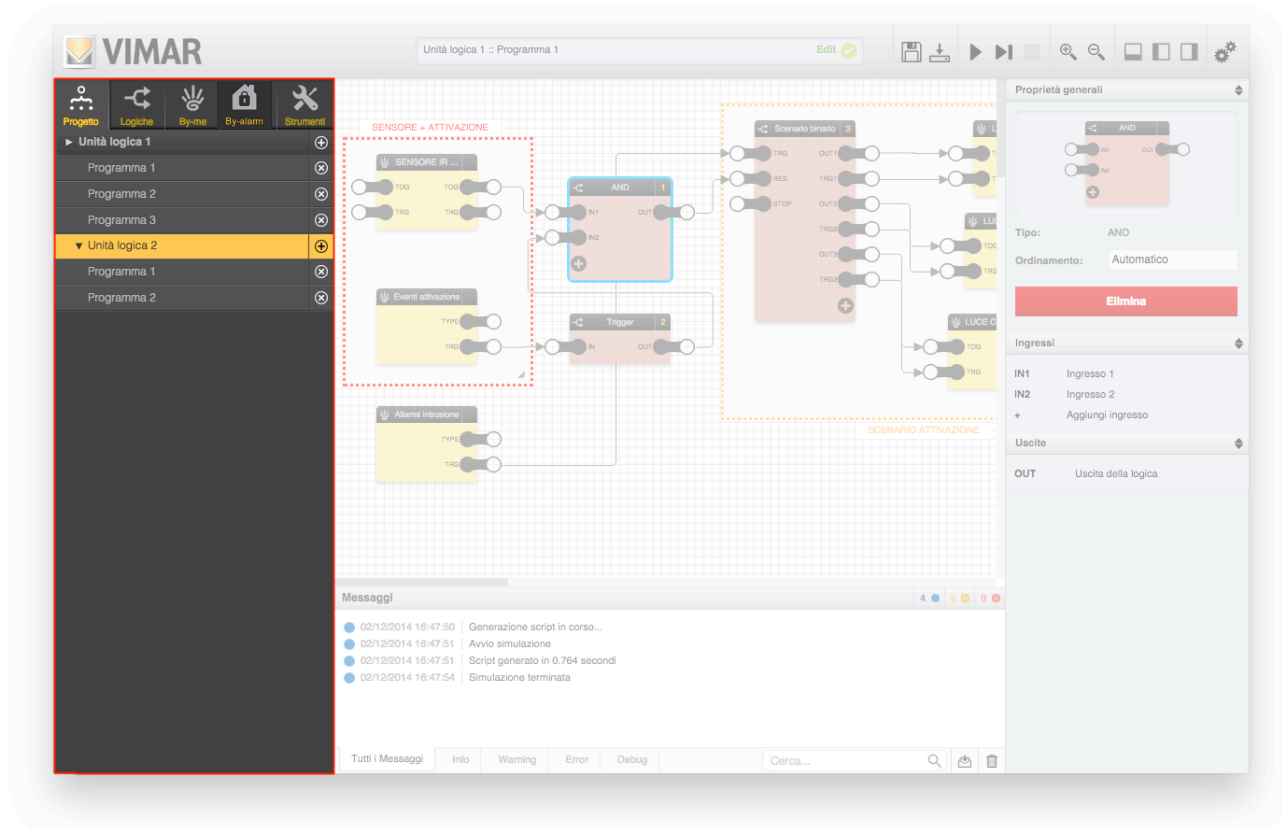 VIMAR
Unità logica 1 :: Programma 1
Edit
Progetto
Logiche
By-me
By-alarm
Strumenti
Unità logica 1
Programma 1
Programma 2
Programma 3
Unità logica 2
Programma 1
Programma 2
SENSORE + ATTIVAZIONE
SENSORE IR ...
TOG TOG
TRG TRG
Eventi attivazione
TYPE
TRG
Allarmi intrusione
TYPE
TRG
AND 1
IN1 OUT
IN2
Trigger 2
IN OUT
Scenario binario 3
TRG OUT1
RES TRG1
STOP OUT2
TRG2
OUT3
TRG3
TOG
TRG
LUCE C
TOG
TRG
SCENARIO ATTIVAZIONE
Messaggi
4 0 0
02/12/2014 16:47:50 Generazione script in corso...
02/12/2014 16:47:51 Avvio simulazione
02/12/2014 16:47:51 Script generato in 0.764 secondi
02/12/2014 16:47:54 Simulazione terminata
Tutti i Messaggi
Info
Warning
Error
Debug
Cerca...
Proprietà generali
AND
IN1 OUT
IN2
Tipo: AND
Ordinamento: Automatico
Elimina
Ingressi
IN1 Ingresso 1
IN2 Ingresso 2
+ Aggiungi ingresso
Uscite
OUT Uscita della logica